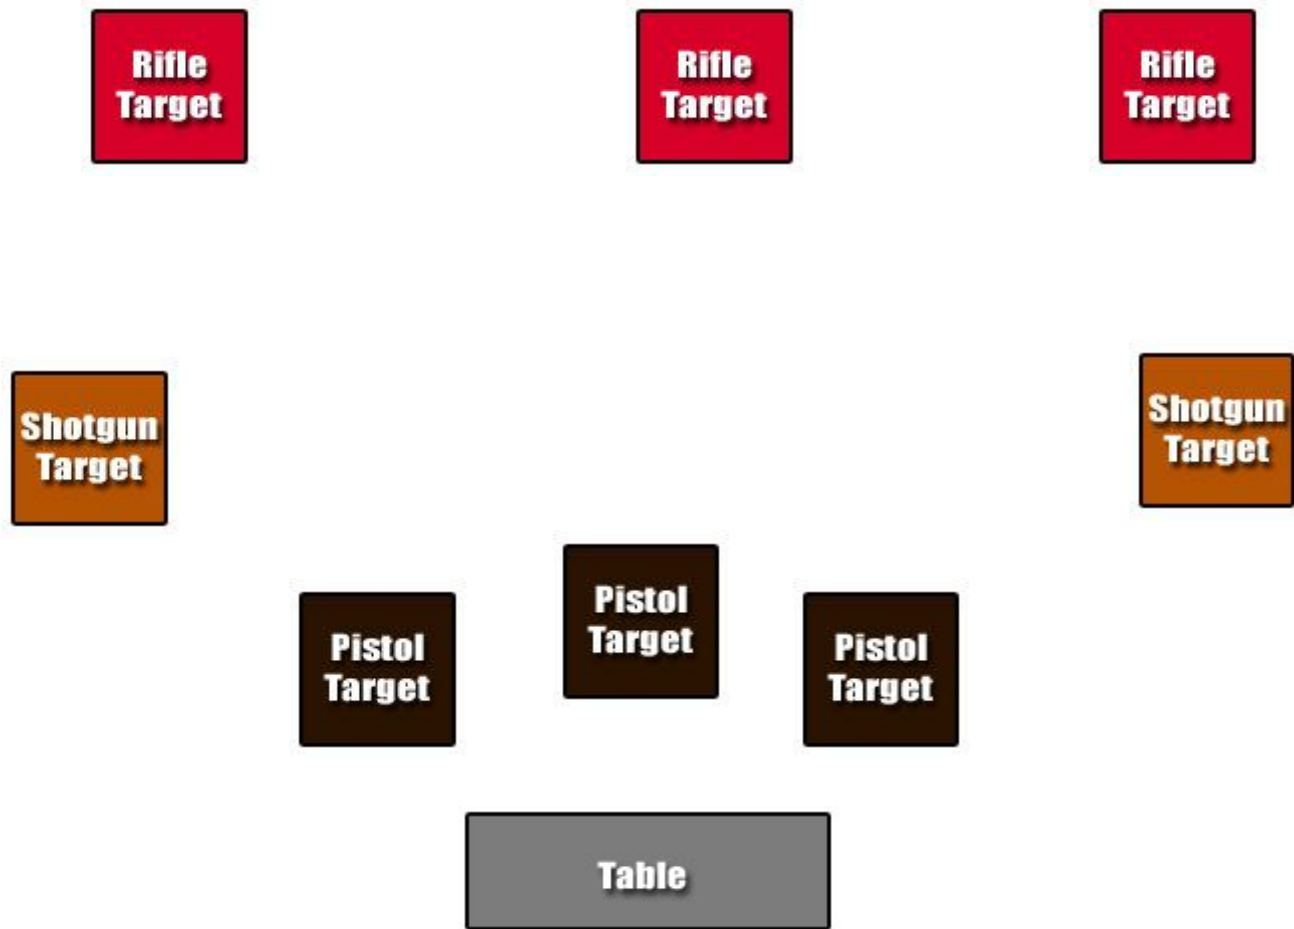 Rifle
Target
Rifle
Target
Rifle
Target
Shotgun
Target
Shotgun
Target
Pistol
Target
Pistol
Target
Pistol
Target
Table